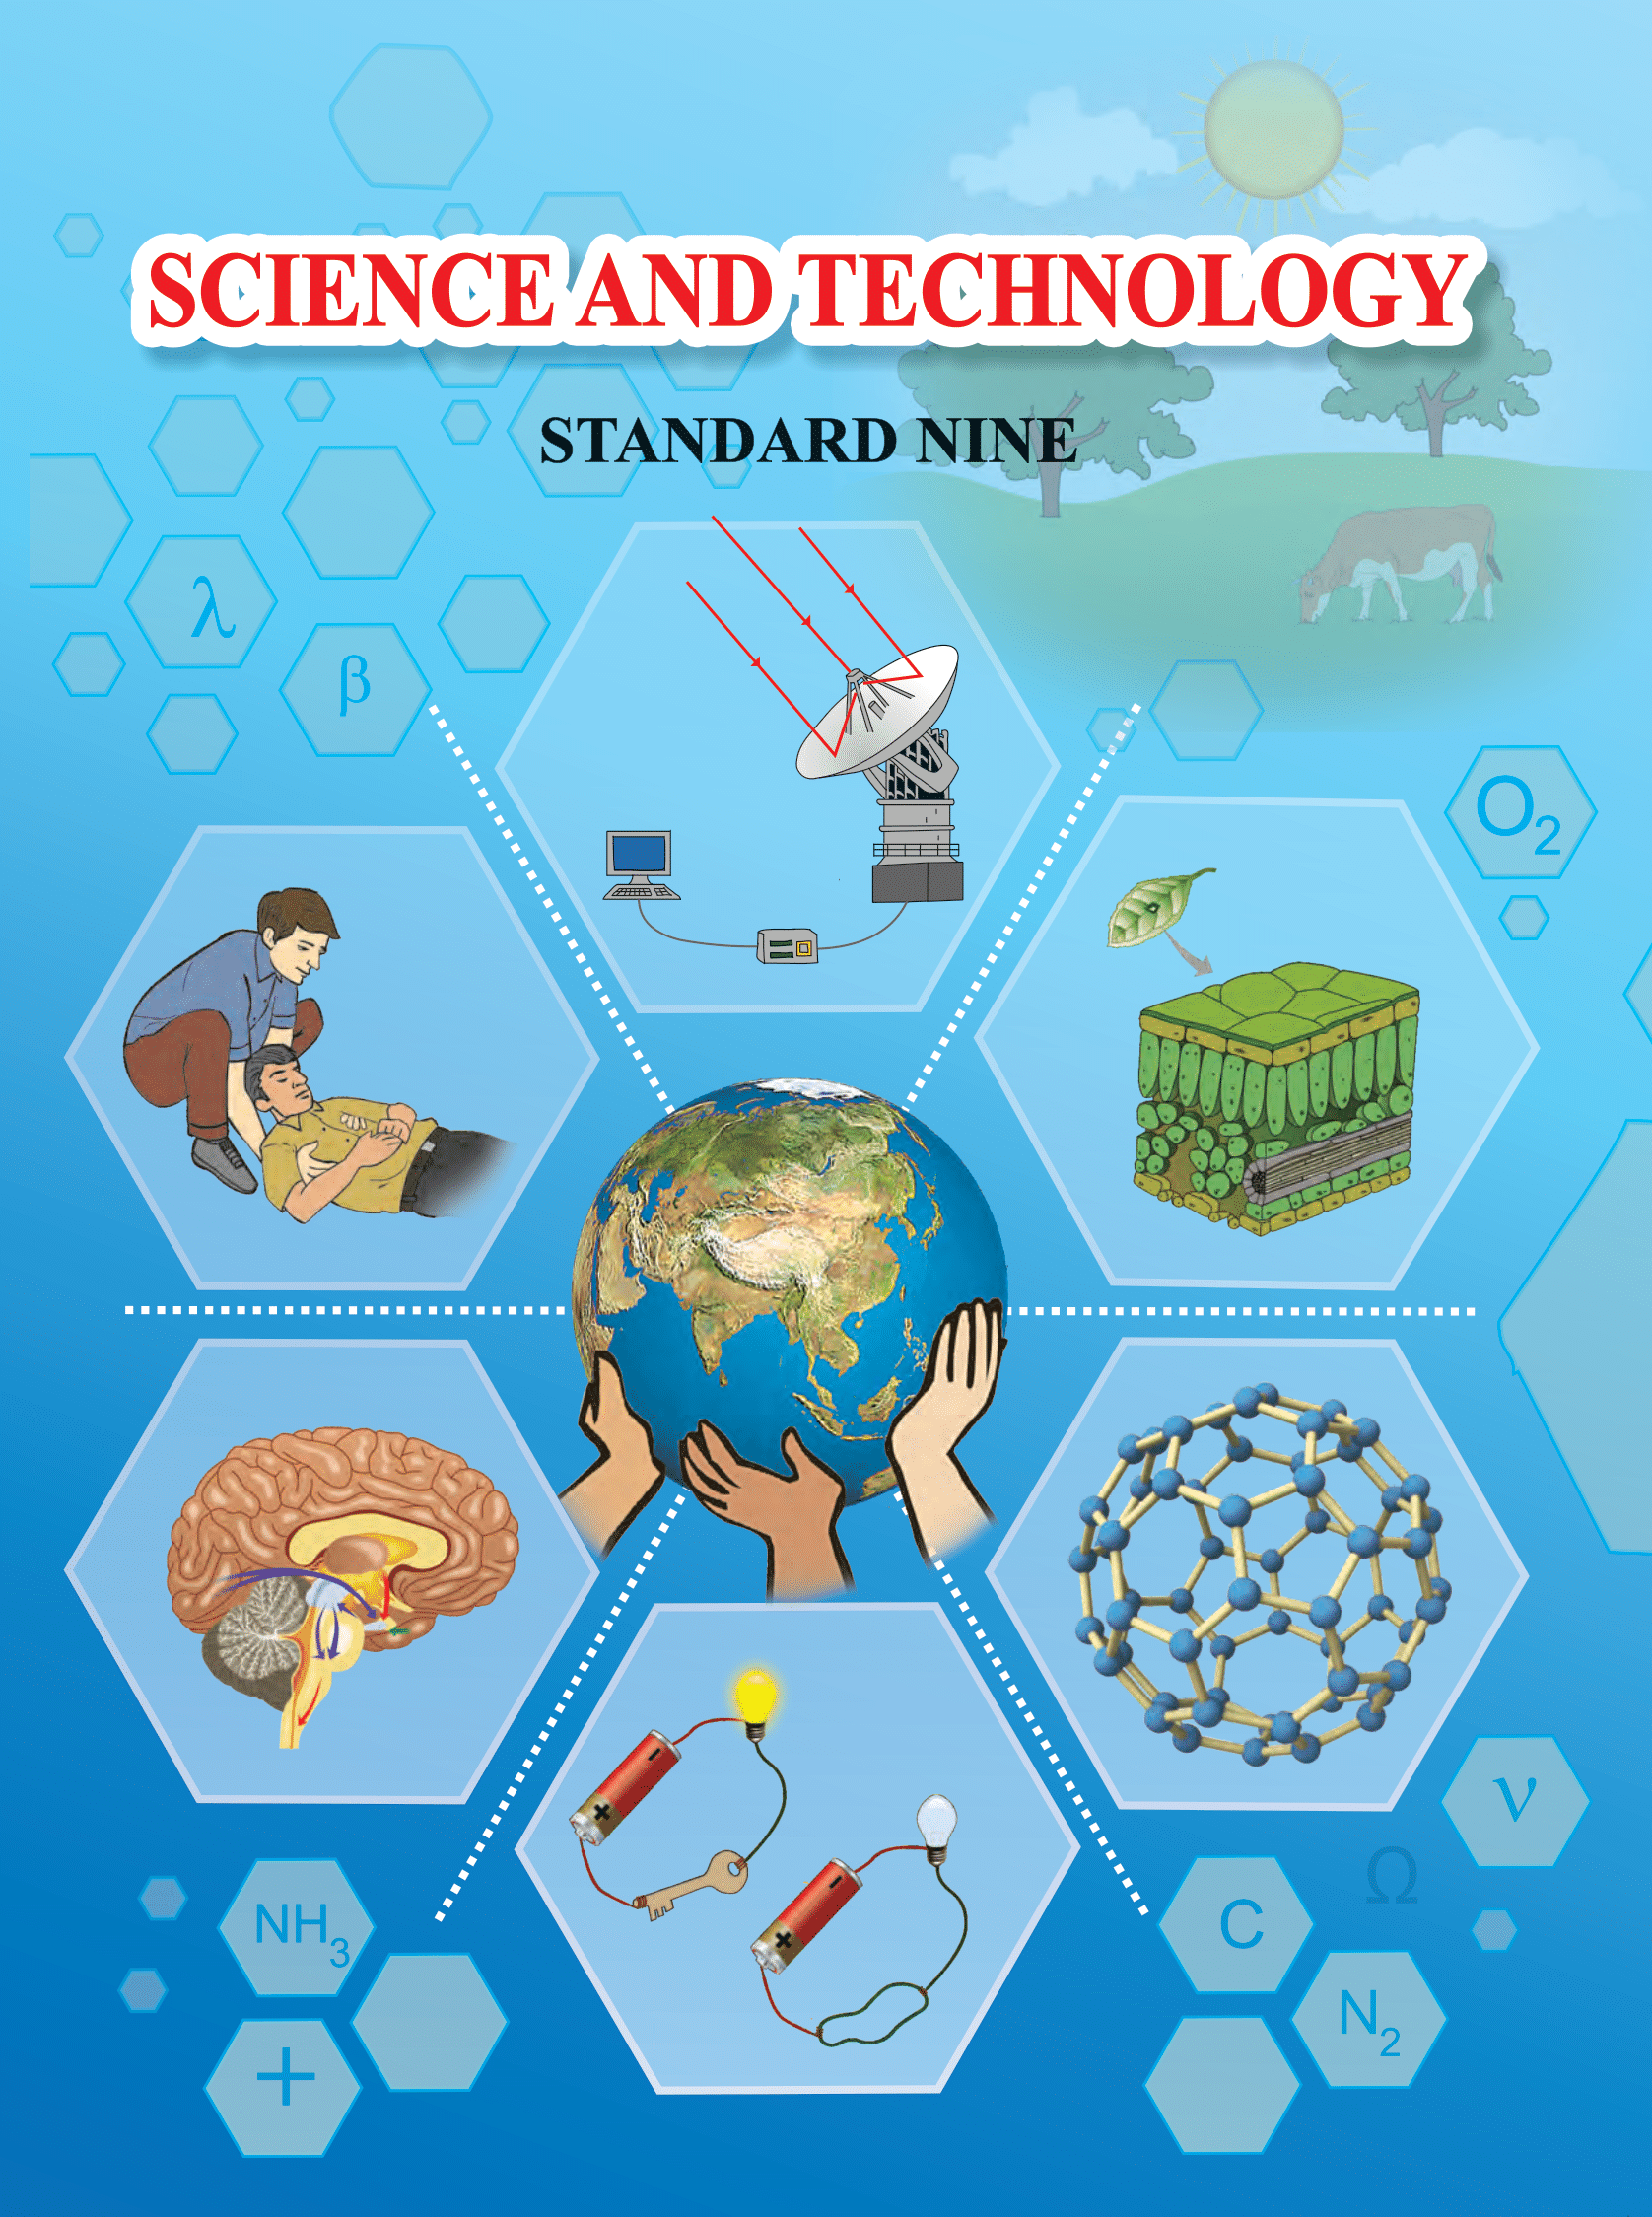 SCIENCE AND TECHNOLOGY
STANDARD NINE
λ
β
O2
ν
Ω
NH3
C
N2
+